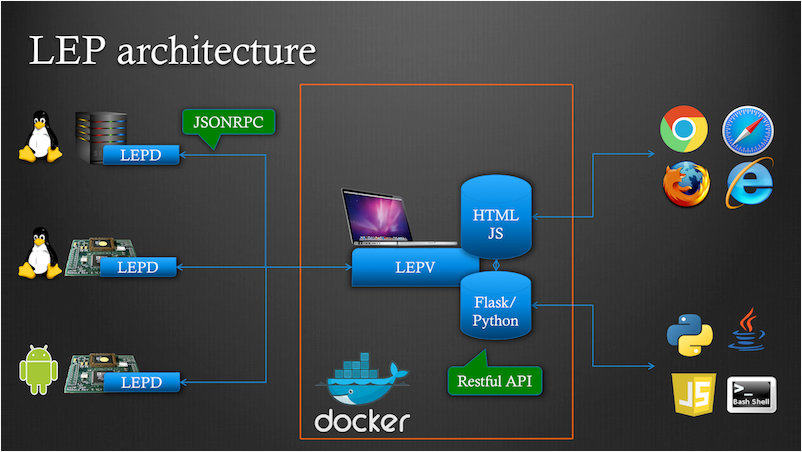 LEP architecture
JSONRPC
LEPD
LEPD
LEPD
LEPV
HTML
JS
Flask/
Python
Restful API
docker
JS
>_
Bash Shell